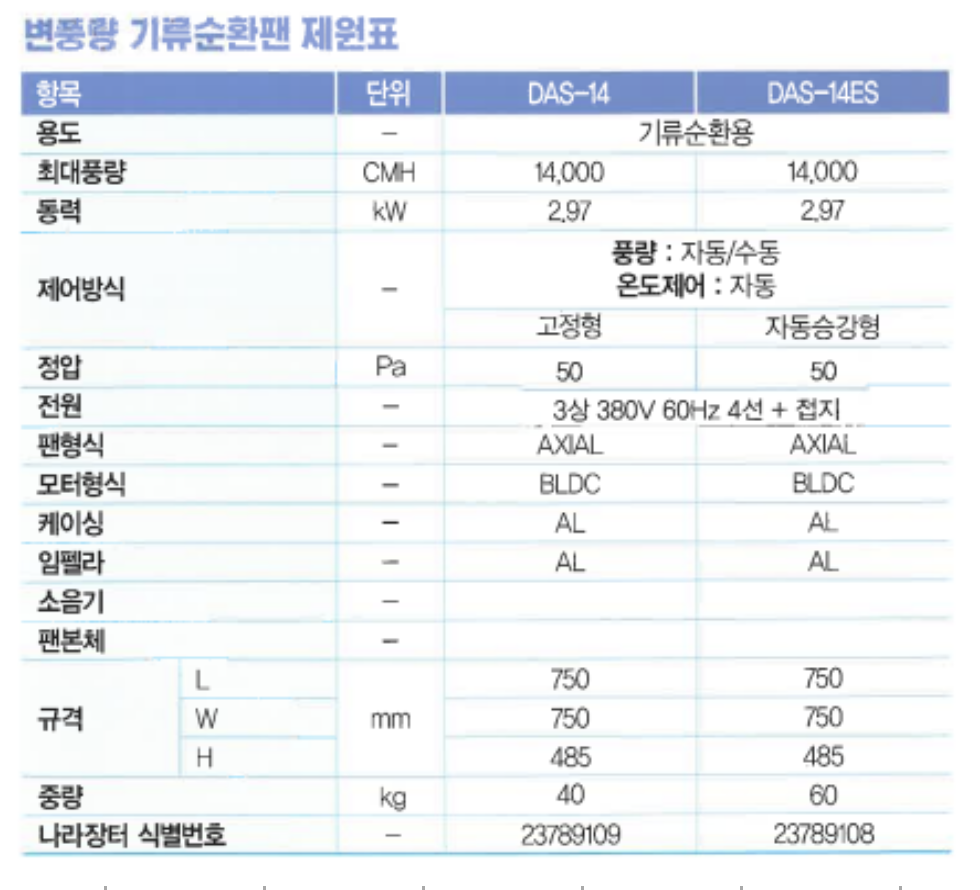 변풍량 기류순환팬 제원표
항목 단위 DAS-14 DAS-14ES
용도 - 기류순환용
최대풍량 CMH 14,000 14,000
동력 kW 2.97 2.97
풍량 : 자동/수동
제어방식 - 온도제어 : 자동
고정형 자동승강형
정압 Pa 50 50
전원 - 3상 380V 60Hz 4선 + 접지
팬형식 - AXIAL AXIAL
모터형식 - BLDC BLDC
케이싱 - AL AL
임펠라 - AL AL
소음기 -
팬본체 -
L 750 750
규격 W mm 750 750
H 485 485
중량 kg 40 60
나라장터 식별번호 - 23789109 23789108